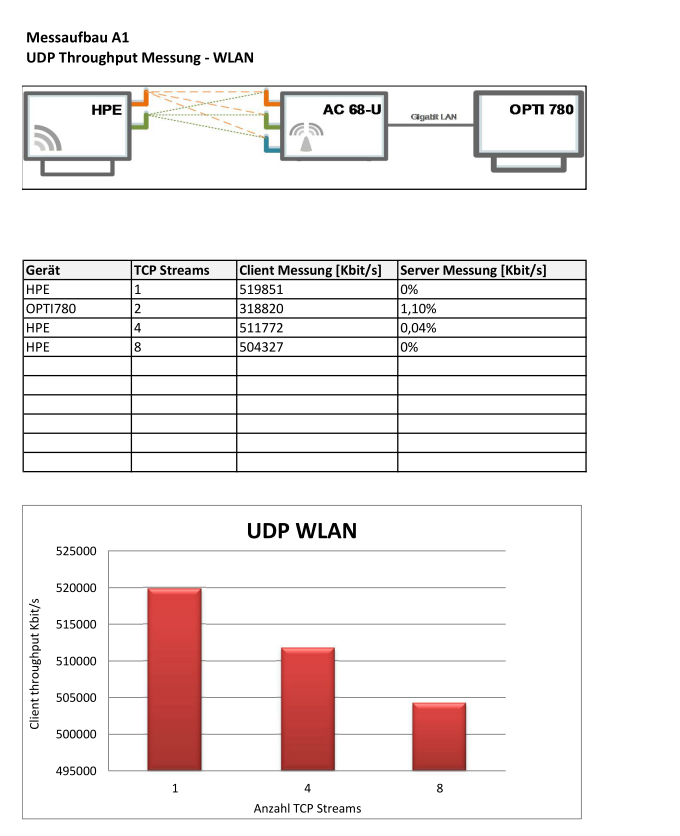 Messaufbau A1
UDP Throughput Messung - WLAN
HPE
AC 68-U
Gigabit LAN
OPTI 780
Gerät TCP Streams Client Messung [Kbit/s] Server Messung [Kbit/s]
HPE 1 519851 0%
OPTI780 2 318820 1,10%
HPE 4 511772 0,04%
HPE 8 504327 0%
UDP WLAN
525000
520000
515000
510000
505000
500000
495000
Client throughput Kbit/s
1 4 8
Anzahl TCP Streams